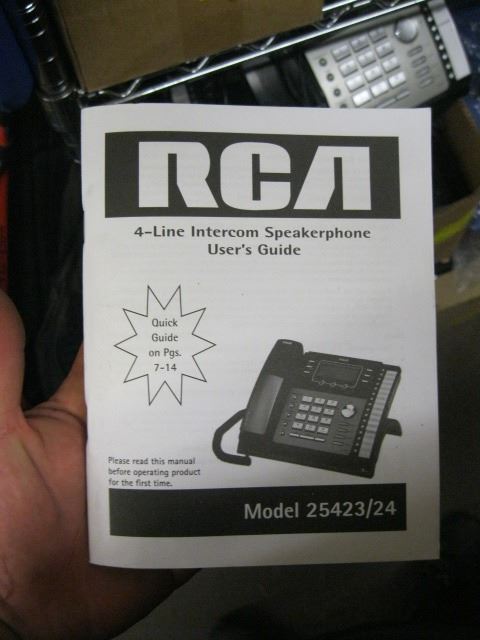 RCA
4-Line Intercom Speakerphone
User's Guide
Quick
Guide
on Pgs.
7-14
Please read this manual
before operating product
for the first time.
Model 25423/24